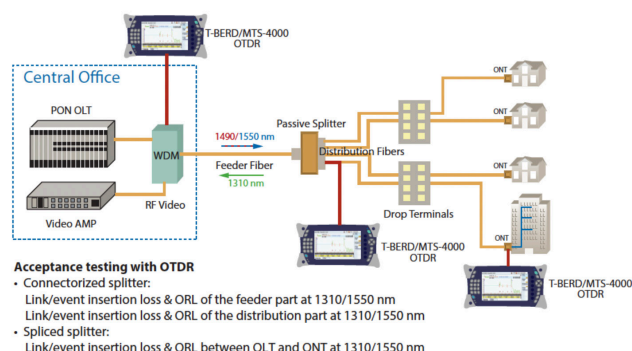 T-BERD/MTS-4000
OTDR
Central Office
PON OLT
WDM
RF Video
Video AMP
1490/1550 nm
Feeder Fiber
1310 nm
Passive Splitter
Distribution Fibers
Drop Terminals
ONT
ONT
ONT
ONT
T-BERD/MTS-4000
OTDR
T-BERD/MTS-4000
OTDR
Acceptance testing with OTDR
• Connectorized splitter:
Link/event insertion loss & ORL of the feeder part at 1310/1550 nm
Link/event insertion loss & ORL of the distribution part at 1310/1550 nm
• Spliced splitter:
Link/event insertion loss & ORL between OLT and ONT at 1310/1550 nm